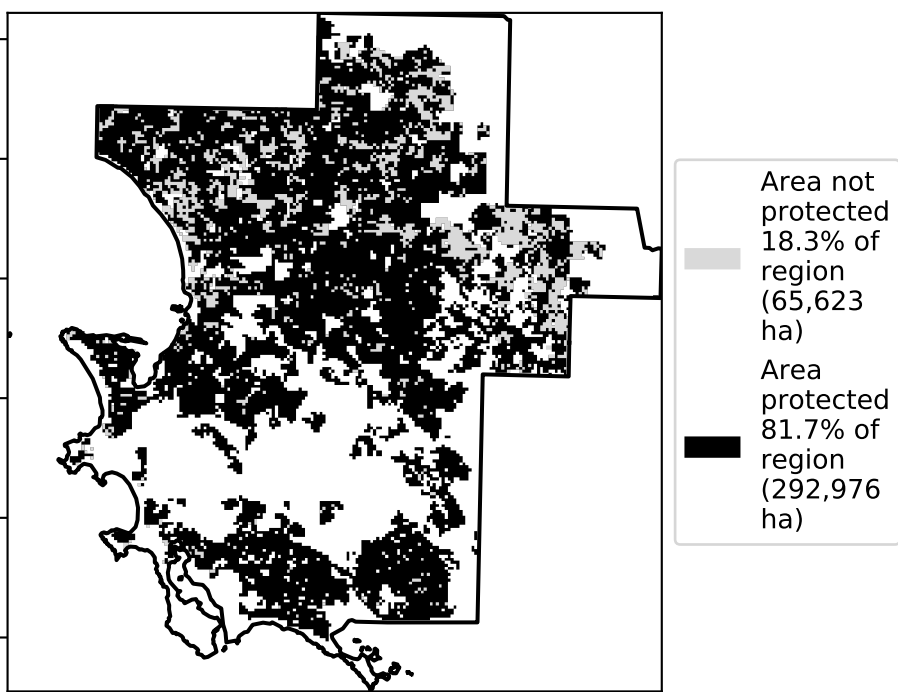 Area not
protected
18.3% of
region
(65,623
ha)
Area
protected
81.7% of
region
(292,976
ha)